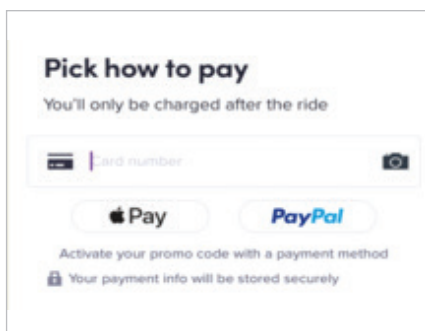 Pick how to pay
You'll only be charged after the ride
Card number
Pay
PayPal
Activate your promo code with a payment method
Your payment info will be stored securely